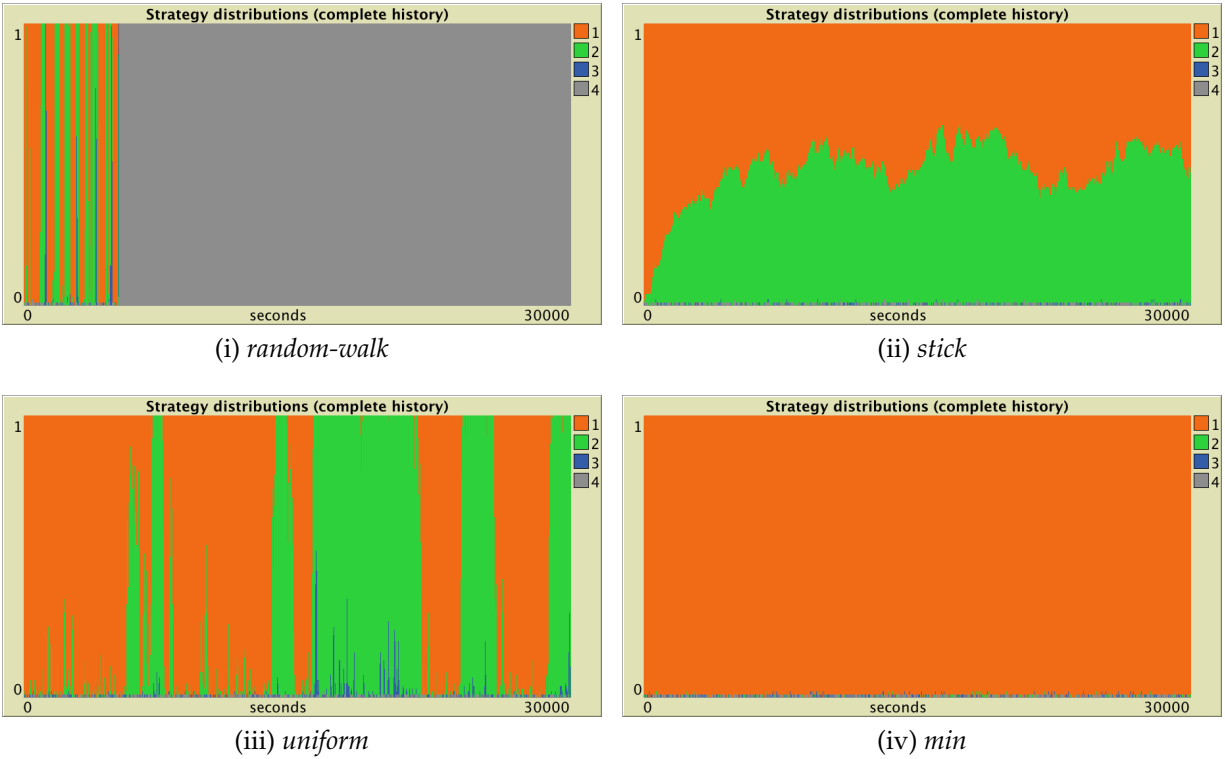 Strategy distributions (complete history)
1
1
2
3
4
0
0 seconds 30000
(i) random-walk
Strategy distributions (complete history)
1
1
2
3
4
0
0 seconds 30000
(ii) stick
Strategy distributions (complete history)
1
1
2
3
4
0
0 seconds 30000
(iii) uniform
Strategy distributions (complete history)
1
1
2
3
4
0
0 seconds 30000
(iv) min